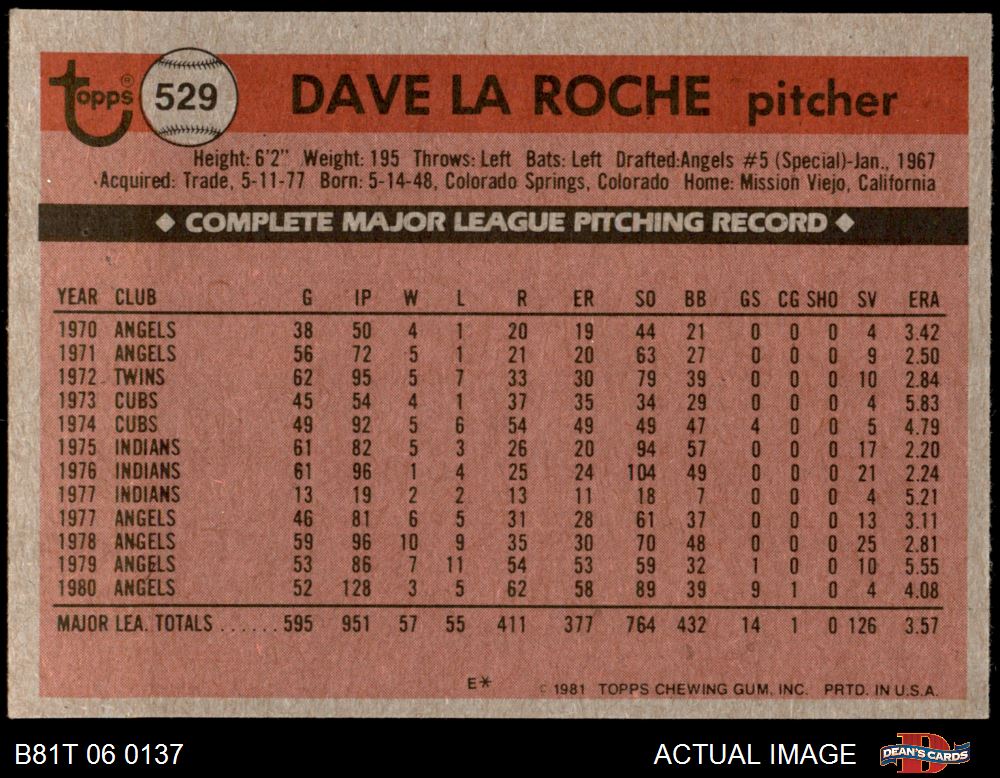 Topps® 529 DAVE LA ROCHE pitcher
Height: 6'2" Weight: 195 Throws: Left Bats: Left Drafted:Angels #5 (Special)-Jan., 1967
Acquired: Trade, 5-11-77 Born: 5-14-48, Colorado Springs, Colorado Home: Mission Viejo, California
◆ COMPLETE MAJOR LEAGUE PITCHING RECORD ◆
YEAR CLUB G IP W L R ER SO BB GS CG SHO SV ERA
1970 ANGELS 38 50 4 1 20 19 44 21 0 0 0 4 3.42
1971 ANGELS 56 72 5 1 21 20 63 27 0 0 0 9 2.50
1972 TWINS 62 95 5 7 33 30 79 39 0 0 0 10 2.84
1973 CUBS 45 54 4 1 37 35 34 29 0 0 0 4 5.83
1974 CUBS 49 92 5 6 54 49 49 47 4 0 0 5 4.79
1975 INDIANS 61 82 5 3 26 20 94 57 0 0 0 17 2.20
1976 INDIANS 61 96 1 4 25 24 104 49 0 0 0 21 2.24
1977 INDIANS 13 19 2 2 13 11 18 7 0 0 0 4 5.21
1977 ANGELS 46 81 6 5 31 28 61 37 0 0 0 13 3.11
1978 ANGELS 59 96 10 9 35 30 70 48 0 0 0 25 2.81
1979 ANGELS 53 86 7 11 54 53 59 32 1 0 0 10 5.55
1980 ANGELS 52 128 3 5 62 58 89 39 9 1 0 4 4.08
MAJOR LEA. TOTALS ...... 595 951 57 55 411 377 764 432 14 1 0 126 3.57
E* © 1981 TOPPS CHEWING GUM, INC. PRTD. IN U.S.A.
B81T 06 0137 ACTUAL IMAGE DEAN'S CARDS